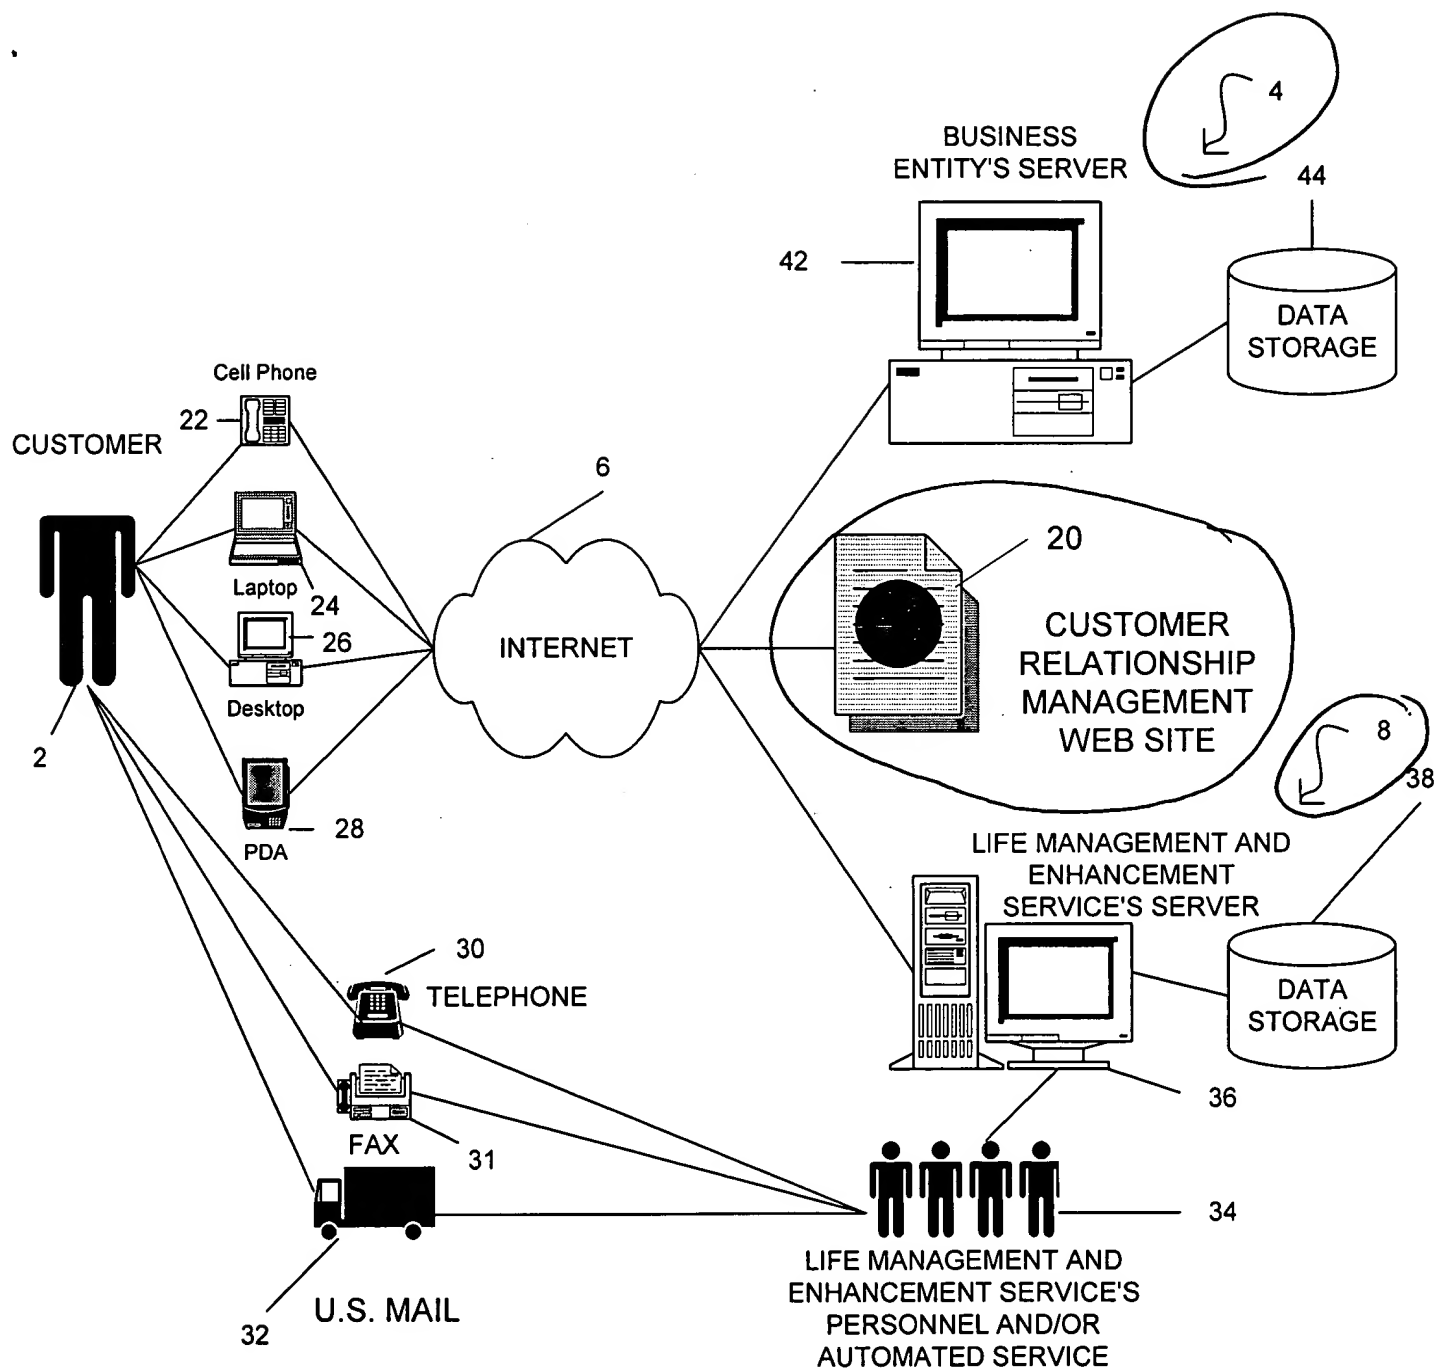 4
BUSINESS
ENTITY'S SERVER
44
42
DATA
STORAGE
Cell Phone
22
CUSTOMER
6
20
Laptop
24
26
INTERNET
CUSTOMER
RELATIONSHIP
MANAGEMENT
WEB SITE
Desktop
2
8
38
28
PDA
LIFE MANAGEMENT AND
ENHANCEMENT
SERVICE'S SERVER
30
TELEPHONE
DATA
STORAGE
36
FAX
31
34
LIFE MANAGEMENT AND
ENHANCEMENT SERVICE'S
PERSONNEL AND/OR
AUTOMATED SERVICE
U.S. MAIL
32